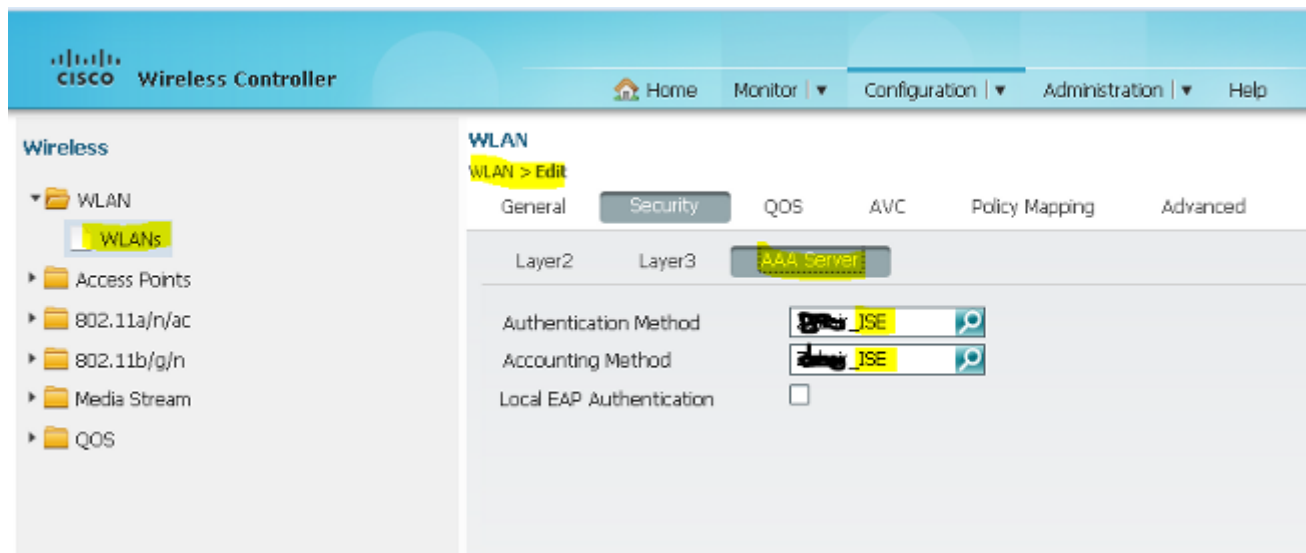 CISCO Wireless Controller
Home Monitor Configuration Administration Help
Wireless
WLAN
WLANs
Access Points
802.11a/n/ac
802.11b/g/n
Media Stream
QOS
WLAN
WLAN > Edit
General Security QOS AVC Policy Mapping Advanced
Layer2 Layer3 AAA Server
Authentication Method _ISE
Accounting Method _ISE
Local EAP Authentication